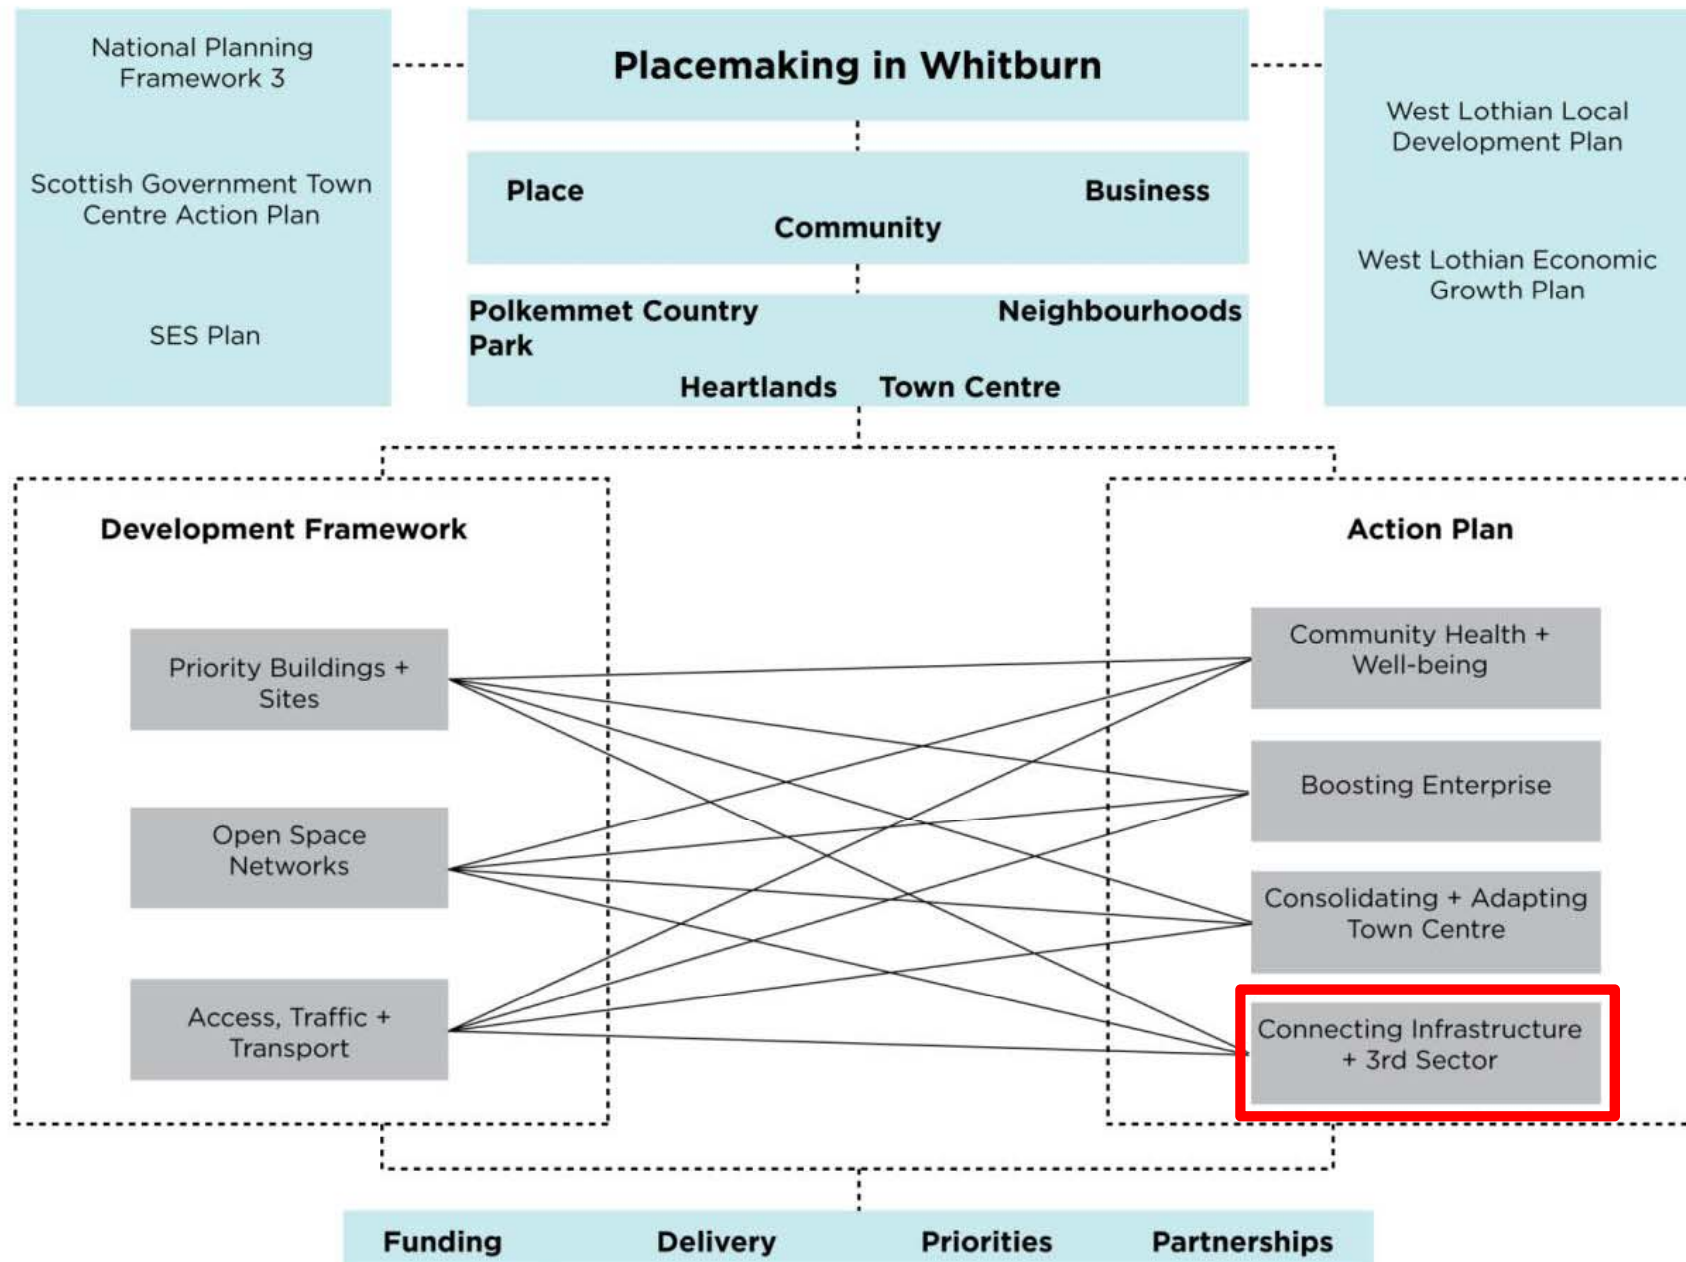 National Planning
Framework 3
Scottish Government Town
Centre Action Plan
SES Plan
Placemaking in Whitburn
Place
Business
Community
Polkemmet Country
Park
Neighbourhoods
Heartlands
Town Centre
West Lothian Local
Development Plan
West Lothian Economic
Growth Plan
Development Framework
Priority Buildings +
Sites
Open Space
Networks
Access, Traffic +
Transport
Action Plan
Community Health +
Well-being
Boosting Enterprise
Consolidating + Adapting
Town Centre
Connecting Infrastructure
+ 3rd Sector
Funding
Delivery
Priorities
Partnerships